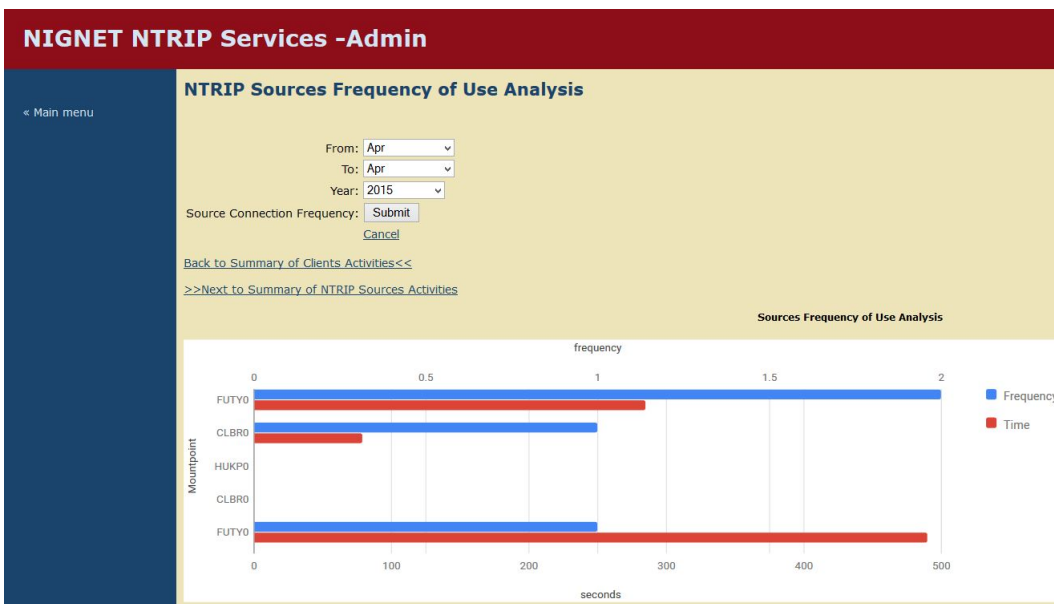 NIGNET NTRIP Services -Admin
« Main menu
NTRIP Sources Frequency of Use Analysis
From: Apr
To: Apr
Year: 2015
Source Connection Frequency: Submit
Cancel
Back to Summary of Clients Activities<<
>>Next to Summary of NTRIP Sources Activities
Sources Frequency of Use Analysis
frequency
0 0.5 1 1.5 2
Frequency
Time
Mountpoint
FUTY0
CLBR0
HUKP0
CLBR0
FUTY0
0 100 200 300 400 500
seconds